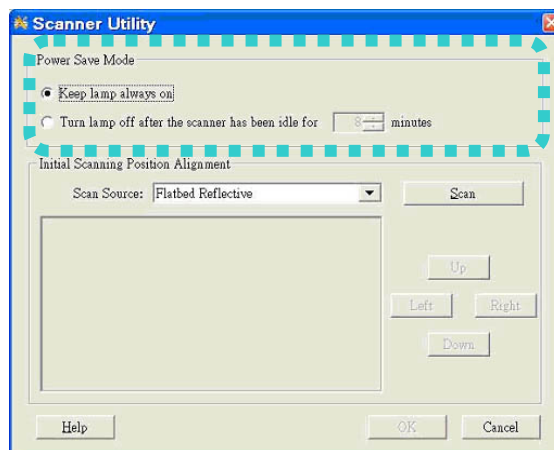 Scanner Utility
Power Save Mode
Keep lamp always on
Turn lamp off after the scanner has been idle for 8 minutes
Initial Scanning Position Alignment
Scan Source: Flatbed Reflective
Scan
Up
Left Right
Down
Help OK Cancel